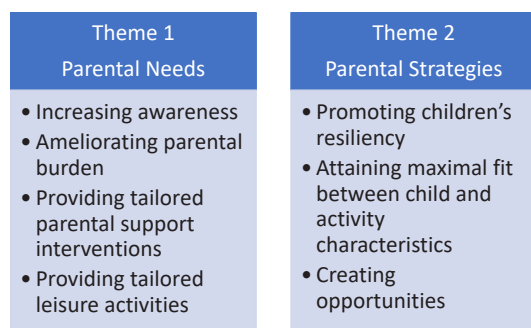 Theme 1
Parental Needs
• Increasing awareness
• Ameliorating parental
burden
• Providing tailored
parental support
interventions
• Providing tailored
leisure activities
Theme 2
Parental Strategies
• Promoting children's
resiliency
• Attaining maximal fit
between child and
activity
characteristics
• Creating
opportunities